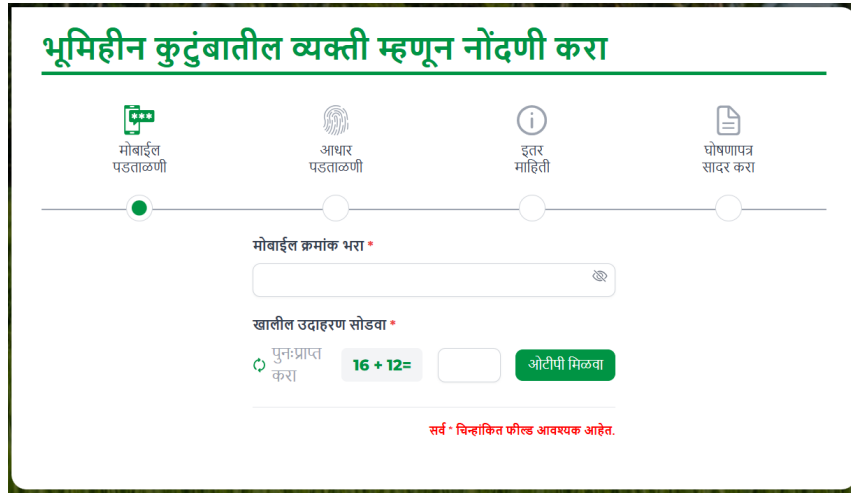 भूमिहीन कुटुंबातील व्यक्ती म्हणून नोंदणी करा
मोबाईल
पडताळणी
आधार
पडताळणी
इतर
माहिती
घोषणापत्र
सादर करा
मोबाईल क्रमांक भरा *
खालील उदाहरण सोडवा *
पुनःप्राप्त
करा
16 + 12=
ओटीपी मिळवा
सर्व * चिन्हांकित फील्ड आवश्यक आहेत.